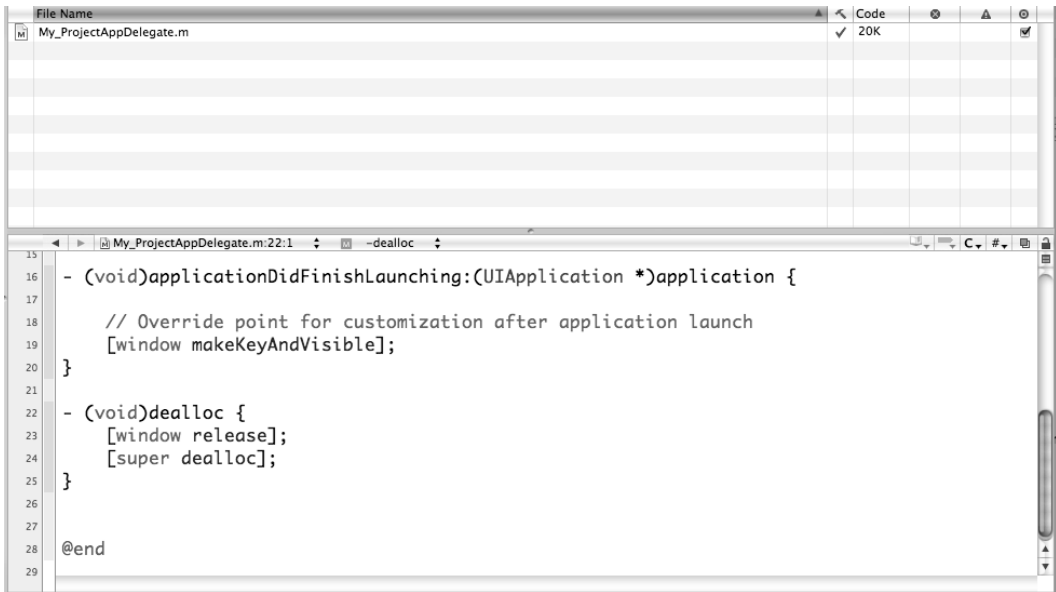 File Name Code
My_ProjectAppDelegate.m 20K
My_ProjectAppDelegate.m:22:1 M -dealloc C #
15
16 - (void)applicationDidFinishLaunching:(UIApplication *)application {
17
18 // Override point for customization after application launch
19 [window makeKeyAndVisible];
20 }
21
22 - (void)dealloc {
23 [window release];
24 [super dealloc];
25 }
26
27
28 @end
29